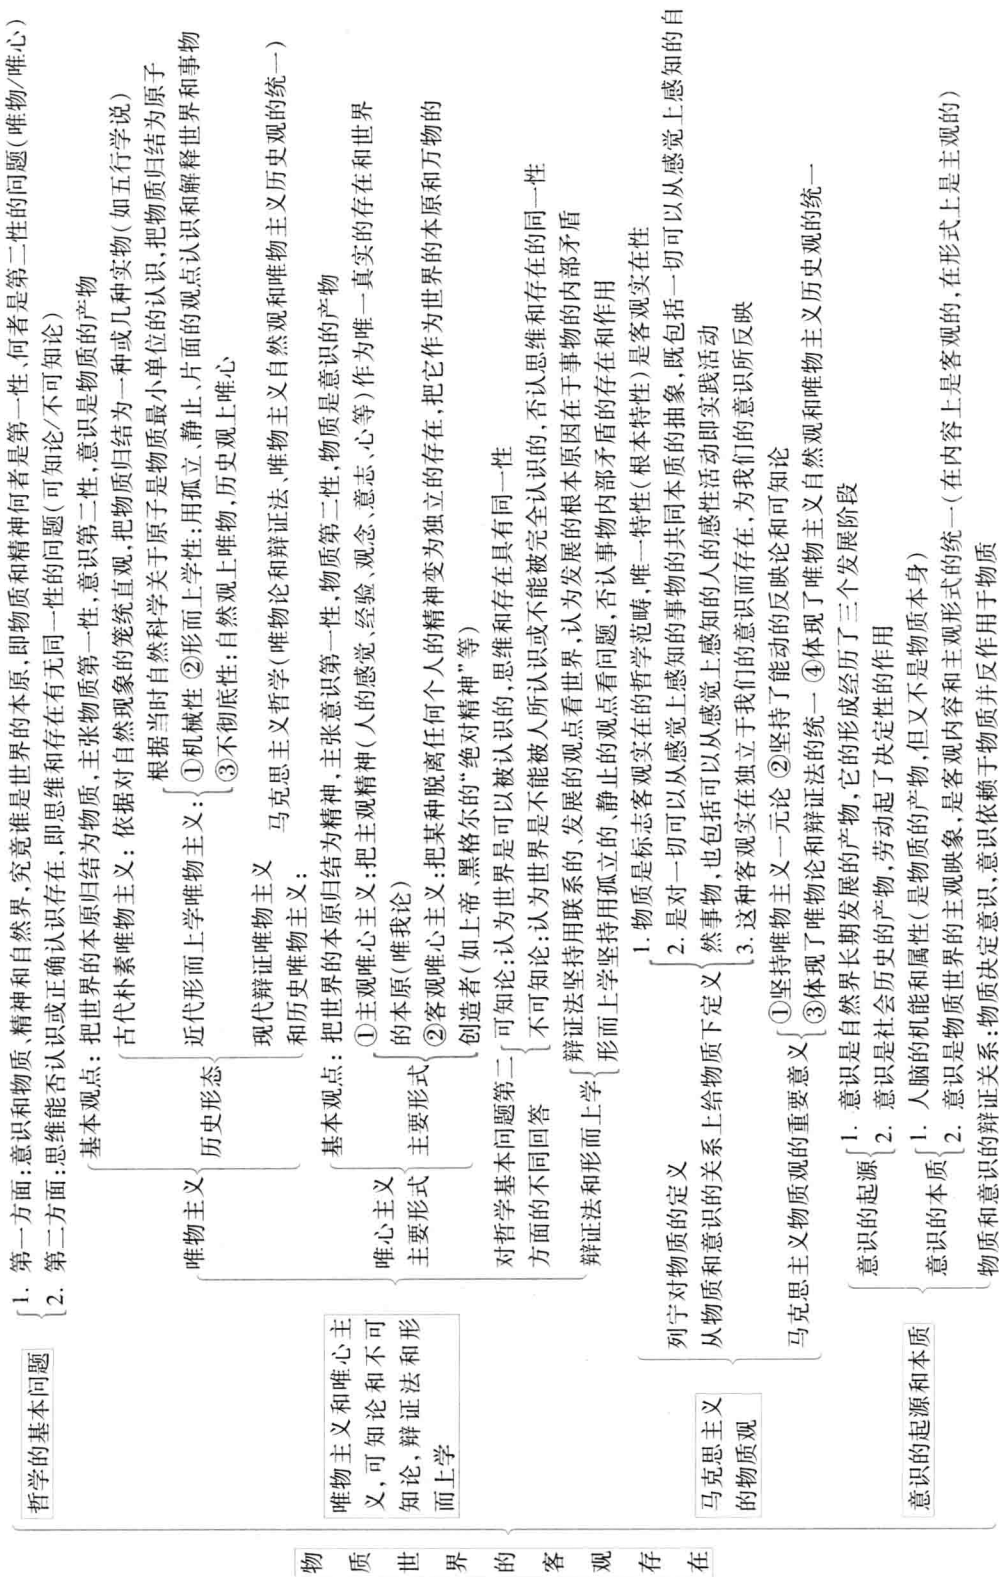 物质世界的客观存在
哲学的基本问题
1. 第一方面:意识和物质、精神和自然界,究竟谁是世界的本原,即物质和精神何者是第一性、何者是第二性的问题(唯物/唯心)
2. 第二方面:思维能否认识或正确认识存在,即思维和存在有无同一性的问题(可知论/不可知论)
唯物主义和唯心主
义,可知论和不可
知论,辩证法和形
而上学
唯物主义
基本观点:把世界的本原归结为物质,主张物质第一性,意识第二性,意识是物质的产物
历史形态
古代朴素唯物主义:依据对自然现象的笼统直观,把物质归结为一种或几种实物(如五行学说)
近代形而上学唯物主义:
根据当时自然科学关于原子是物质最小单位的认识,把物质归结为原子
①机械性 ②形而上学性:用孤立、静止、片面的观点认识和解释世界和事物
③不彻底性:自然观上唯物,历史观上唯心
现代辩证唯物主义
和历史唯物主义:
马克思主义哲学(唯物论和辩证法、唯物主义自然观和唯物主义历史观的统一)
唯心主义
主要形式
基本观点:把世界的本原归结为精神,主张意识第一性,物质第二性,物质是意识的产物
主要形式
①主观唯心主义:把主观精神(人的感觉、经验、观念、意志、心等)作为唯一真实的存在和世界
的本原(唯我论)
②客观唯心主义:把某种脱离任何个人的精神变为独立的存在,把它作为世界的本原和万物的
创造者(如上帝、黑格尔的“绝对精神”等)
对哲学基本问题第二
方面的不同回答
可知论:认为世界是可以被认识的,思维和存在具有同一性
不可知论:认为世界是不能被人所认识或不能被完全认识的,否认思维和存在的同一性
辩证法和形而上学
辩证法坚持用联系的、发展的观点看世界,认为发展的根本原因在于事物的内部矛盾
形而上学坚持用孤立的、静止的观点看问题,否认事物内部矛盾的存在和作用
马克思主义
的物质观
列宁对物质的定义
从物质和意识的关系上给物质下定义
1. 物质是标志客观实在的哲学范畴,唯一特性(根本特性)是客观实在性
2. 是对一切可以从感觉上感知的事物的共同本质的抽象,既包括一切可以从感觉上感知的自
然事物,也包括可以从感觉上感知的人的感性活动即实践活动
3. 这种客观实在独立于我们的意识而存在,为我们的意识所反映
马克思主义物质观的重要意义
①坚持唯物主义一元论 ②坚持了能动的反映论和可知论
③体现了唯物论和辩证法的统一 ④体现了唯物主义自然观和唯物主义历史观的统一
意识的起源和本质
意识的起源
1. 意识是自然界长期发展的产物,它的形成经历了三个发展阶段
2. 意识是社会历史的产物,劳动起了决定性的作用
意识的本质
1. 人脑的机能和属性(是物质的产物,但又不是物质本身)
2. 意识是物质世界的主观映象,是客观内容和主观形式的统一(在内容上是客观的,在形式上是主观的)
物质和意识的辩证关系:物质决定意识,意识依赖于物质并反作用于物质